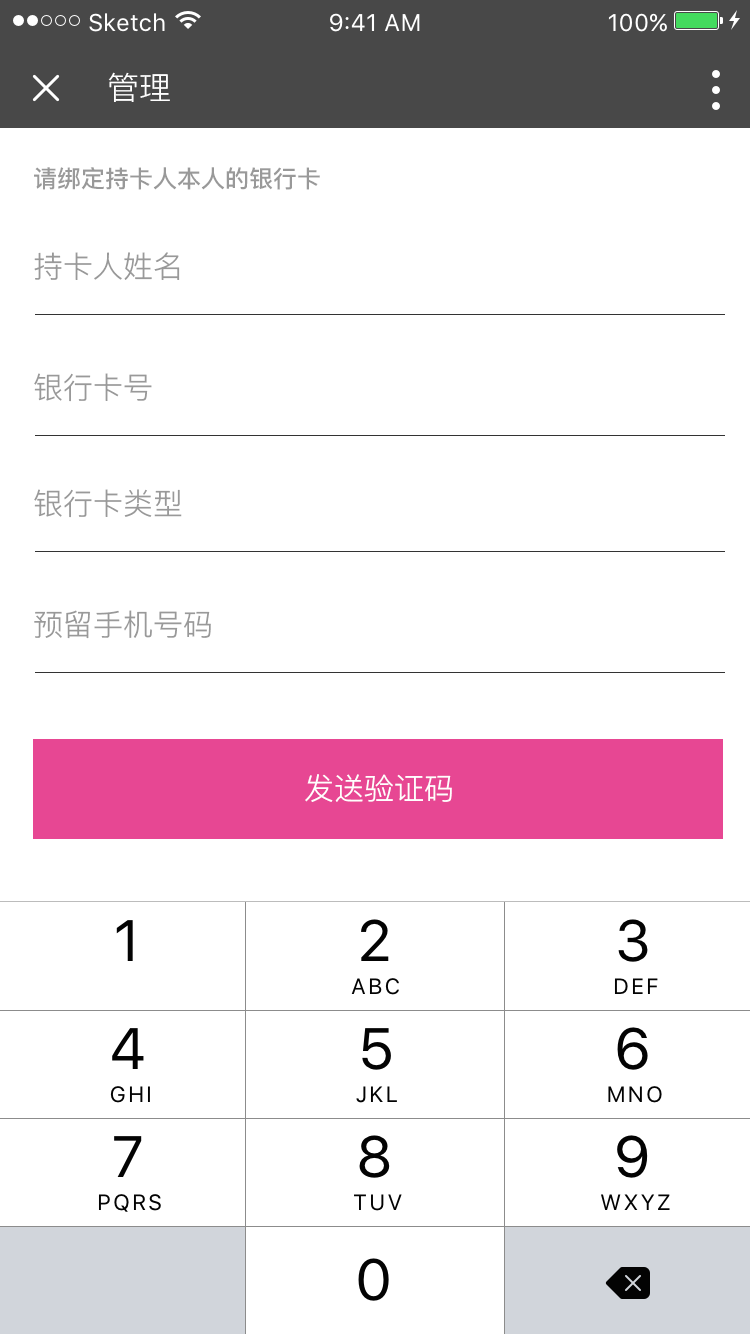 Sketch 9:41 AM 100%
管理
请绑定持卡人本人的银行卡
持卡人姓名
银行卡号
银行卡类型
预留手机号码
发送验证码
1 2 3
ABC DEF
4 5 6
GHI JKL MNO
7 8 9
PQRS TUV WXYZ
0